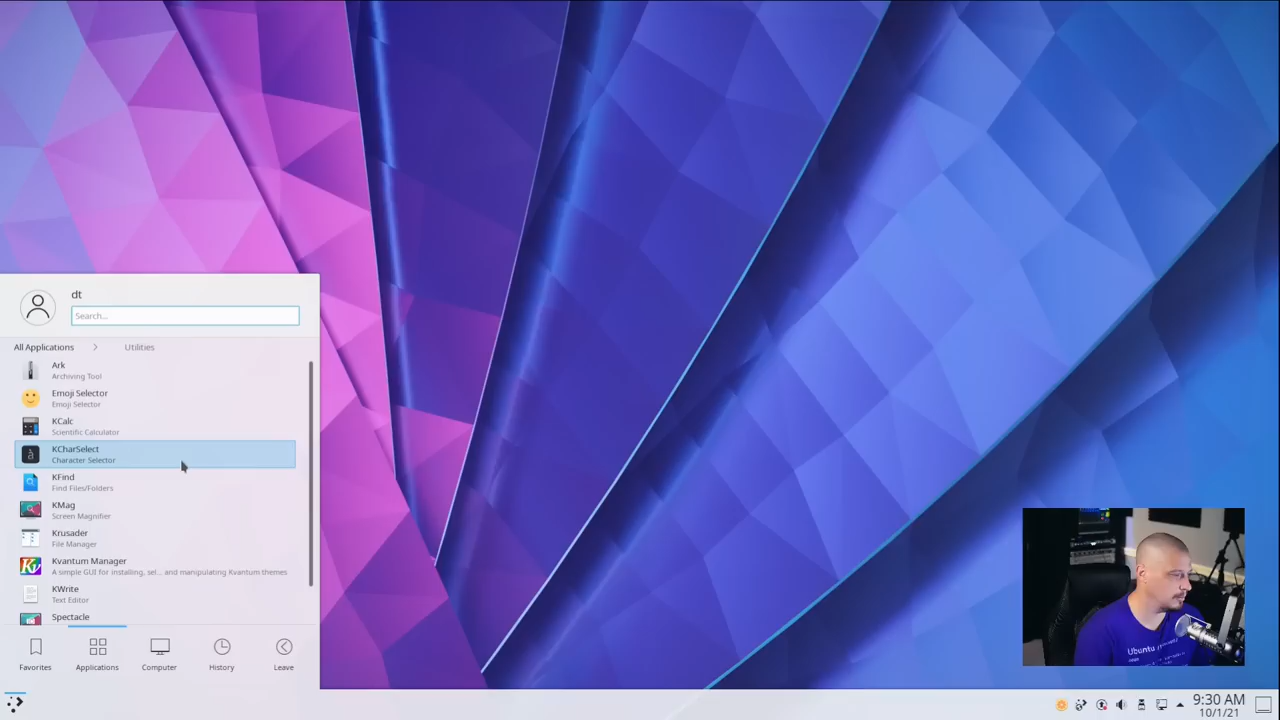 dt
Search...
All Applications
Utilities
Ark
Archiving Tool
Emoji Selector
Emoji Selector
KCalc
Scientific Calculator
KCharSelect
Character Selector
KFind
Find Files/Folders
KMag
Screen Magnifier
Krusader
File Manager
Kvantum Manager
A simple GUI for installing, sel... and manipulating Kvantum themes
KWrite
Text Editor
Spectacle
Favorites
Applications
Computer
History
Leave
Ubuntu
9:30 AM
10/1/21